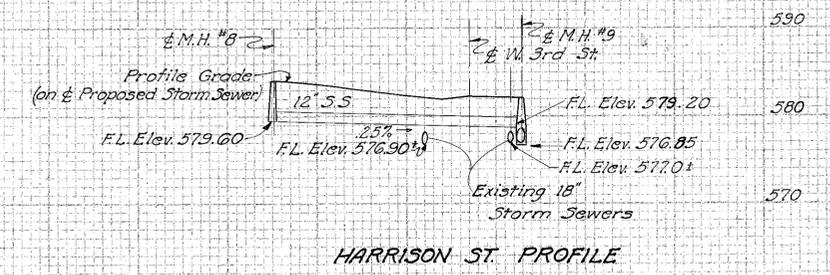 590
℄ M.H. #8
℄ M.H. #9
℄ W. 3rd St.
Profile Grade
(on ℄ Proposed Storm Sewer)
12" S.S
F.L. Elev. 579.20
580
F.L. Elev. 579.60
.25%
F.L. Elev. 576.90±
F.L. Elev. 576.85
F.L. Elev. 577.0±
Existing 18"
Storm Sewers
570
HARRISON ST. PROFILE